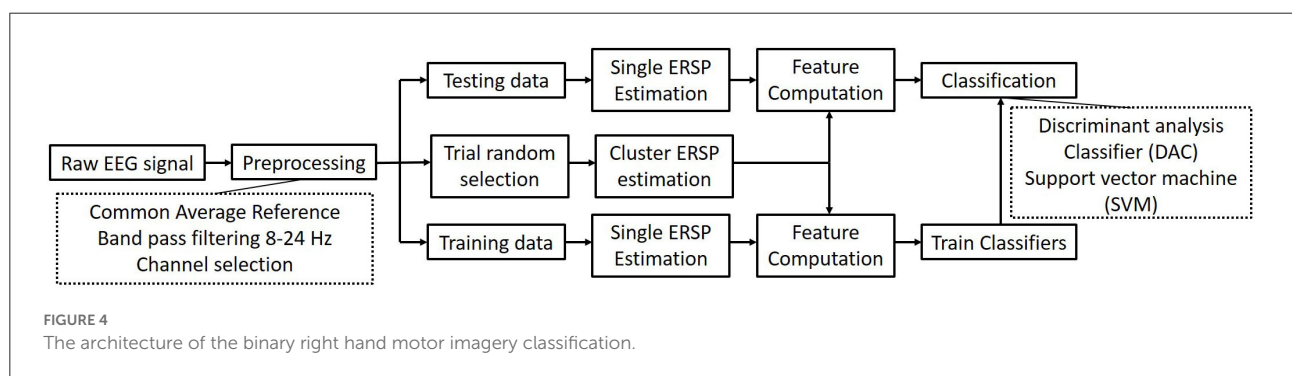 Raw EEG signal
Preprocessing
Common Average Reference
Band pass filtering 8-24 Hz
Channel selection
Testing data
Single ERSP
Estimation
Feature
Computation
Classification
Discriminant analysis
Classifier (DAC)
Support vector machine
(SVM)
Trial random
selection
Cluster ERSP
estimation
Training data
Single ERSP
Estimation
Feature
Computation
Train Classifiers
FIGURE 4
The architecture of the binary right hand motor imagery classification.